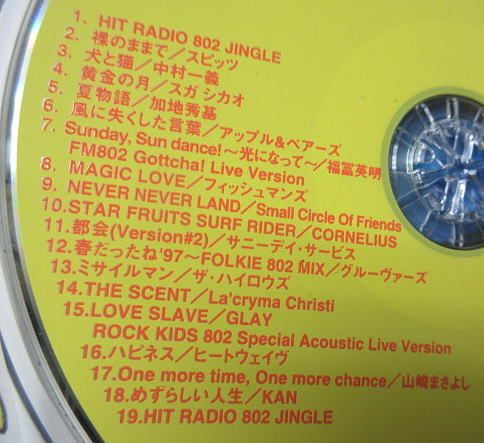 1. HIT RADIO 802 JINGLE
2. 裸のままで／スピッツ
3. 犬と猫／中村一義
4. 黄金の月／スガ シカオ
5. 夏物語／加地秀基
6. 風に失くした言葉／アップル&ペアーズ
7. Sunday, Sun dance!〜光になって〜／福冨英明
FM802 Gottcha! Live Version
8. MAGIC LOVE／フィッシュマンズ
9. NEVER NEVER LAND／Small Circle Of Friends
10.STAR FRUITS SURF RIDER／CORNELIUS
11.都会(Version#2)／サニーデイ・サービス
12.春だったね'97〜FOLKIE 802 MIX／グルーヴァーズ
13.ミサイルマン／ザ・ハイロウズ
14.THE SCENT／La'cryma Christi
15.LOVE SLAVE／GLAY
ROCK KIDS 802 Special Acoustic Live Version
16.ハピネス／ヒートウェイヴ
17.One more time, One more chance／山崎まさよし
18.めずらしい人生／KAN
19.HIT RADIO 802 JINGLE